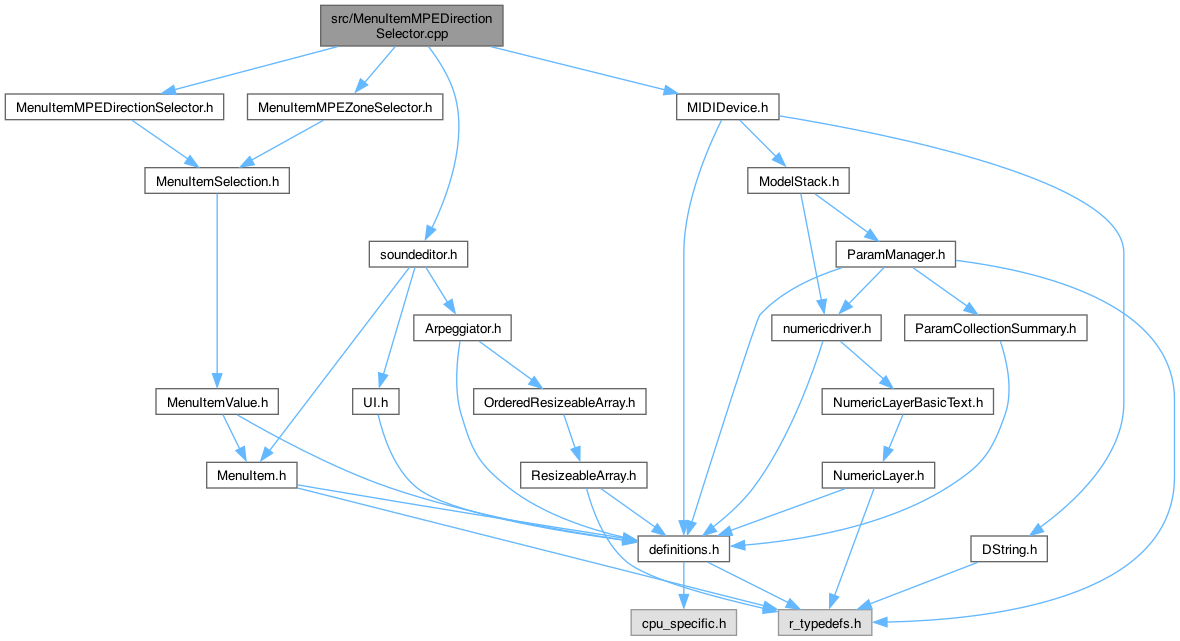 src/MenuItemMPEDirection
Selector.cpp
MenuItemMPEDirectionSelector.h
MenuItemMPEZoneSelector.h
MIDIDevice.h
MenuItemSelection.h
ModelStack.h
soundeditor.h
ParamManager.h
Arpeggiator.h
numericdriver.h
ParamCollectionSummary.h
MenuItemValue.h
UI.h
OrderedResizeableArray.h
NumericLayerBasicText.h
MenuItem.h
ResizeableArray.h
NumericLayer.h
definitions.h
DString.h
cpu_specific.h
r_typedefs.h